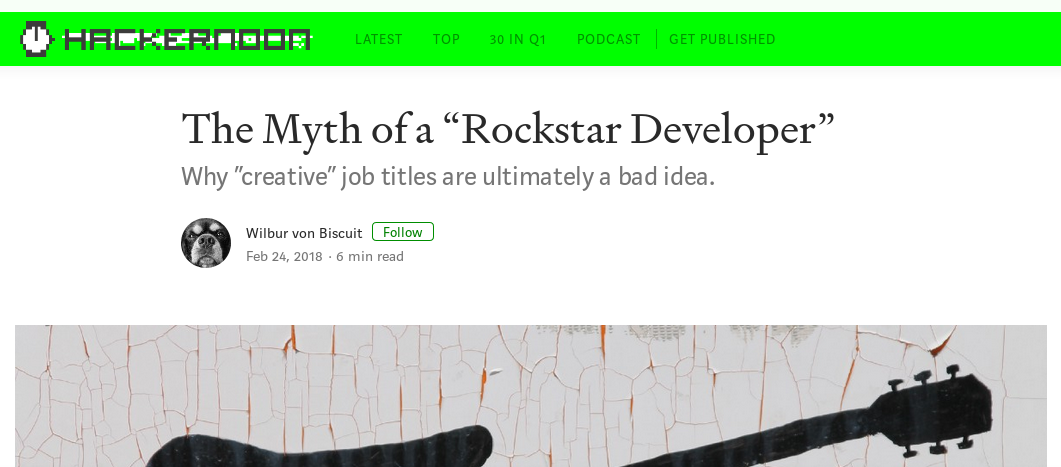 HACKERNOON
LATEST TOP 30 IN Q1 PODCAST GET PUBLISHED
The Myth of a “Rockstar Developer”
Why ”creative” job titles are ultimately a bad idea.
Wilbur von Biscuit Follow
Feb 24, 2018 · 6 min read